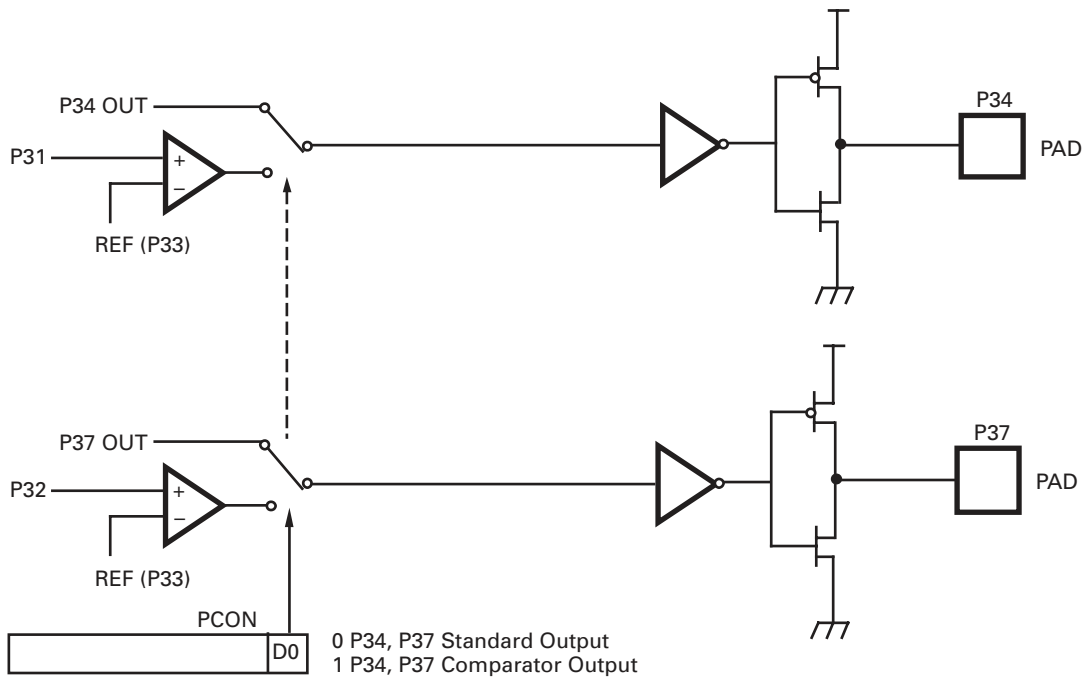 P34 OUT
P31
+
–
REF (P33)
P34
PAD
P37 OUT
P32
+
–
REF (P33)
P37
PAD
PCON
D0
0 P34, P37 Standard Output
1 P34, P37 Comparator Output